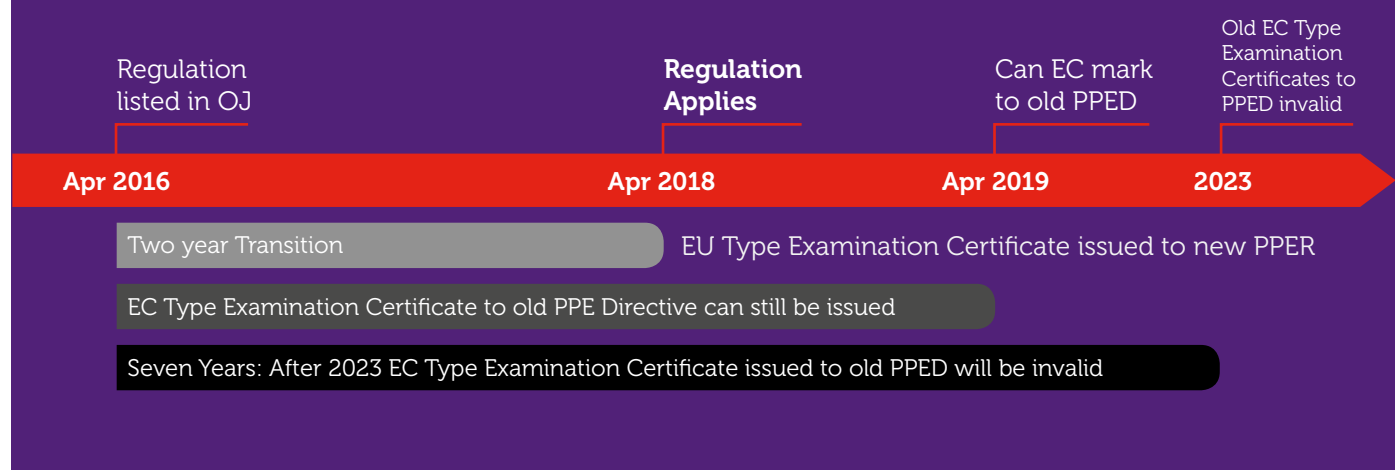 Regulation
listed in OJ
Regulation
Applies
Can EC mark
to old PPED
Old EC Type
Examination
Certificates to
PPED invalid
Apr 2016
Apr 2018
Apr 2019
2023
Two year Transition
EU Type Examination Certificate issued to new PPER
EC Type Examination Certificate to old PPE Directive can still be issued
Seven Years: After 2023 EC Type Examination Certificate issued to old PPED will be invalid